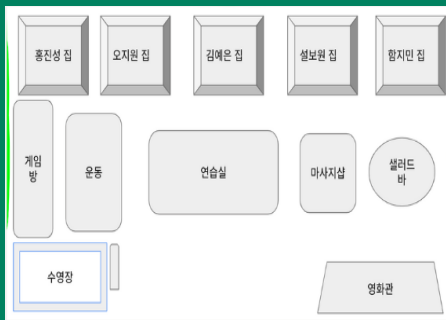 홍진성 집
오지원 집
김예은 집
설보원 집
함지민 집
게임
방
운동
연습실
마사지샵
샐러드
바
수영장
영화관